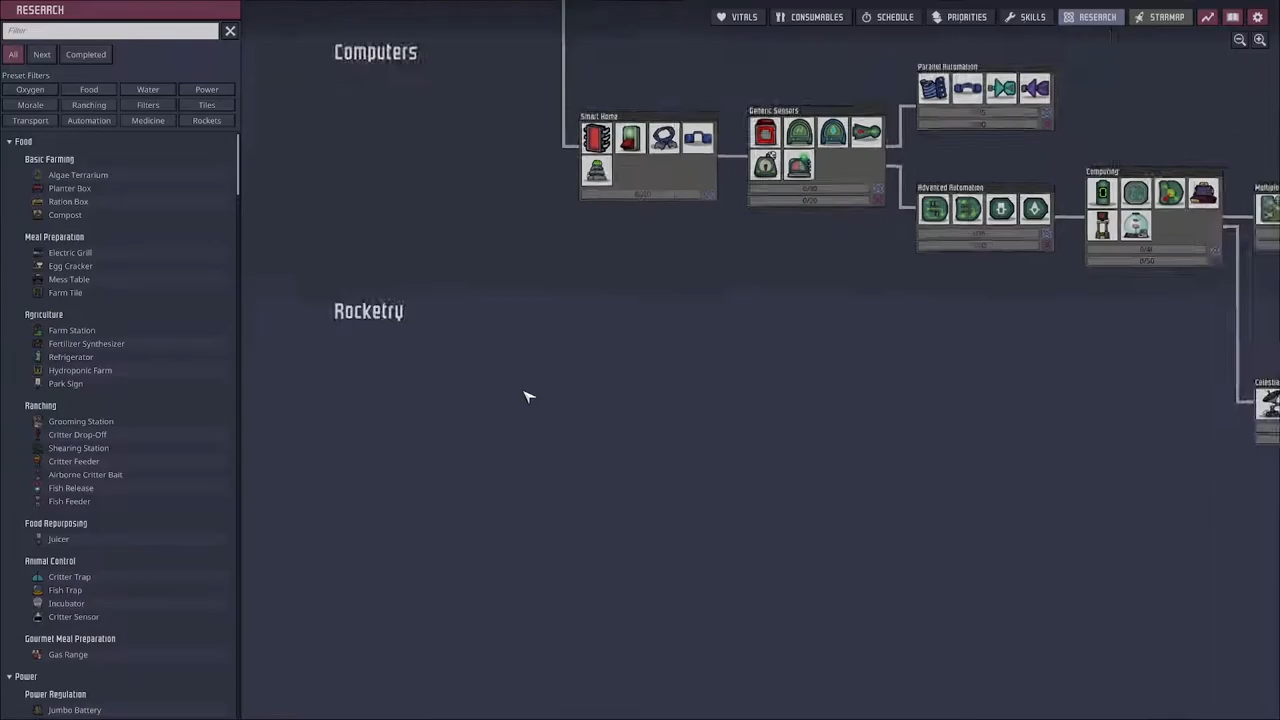 RESEARCH
VITALS
CONSUMABLES
SCHEDULE
PRIORITIES
SKILLS
RESEARCH
STARMAP
Filter
All
Next
Completed
Preset Filters
Oxygen
Food
Water
Power
Morale
Ranching
Filters
Tiles
Transport
Automation
Medicine
Rockets
Food
Basic Farming
Algae Terrarium
Planter Box
Ration Box
Compost
Meal Preparation
Electric Grill
Egg Cracker
Mess Table
Farm Tile
Agriculture
Farm Station
Fertilizer Synthesizer
Refrigerator
Hydroponic Farm
Park Sign
Ranching
Grooming Station
Critter Drop-Off
Shearing Station
Critter Feeder
Airborne Critter Bait
Fish Release
Fish Feeder
Food Repurposing
Juicer
Animal Control
Critter Trap
Fish Trap
Incubator
Critter Sensor
Gourmet Meal Preparation
Gas Range
Power
Power Regulation
Jumbo Battery
Computers
Smart Home
Generic Sensors
0/20
Parallel Automation
Advanced Automation
Computing
0/50
Rocketry